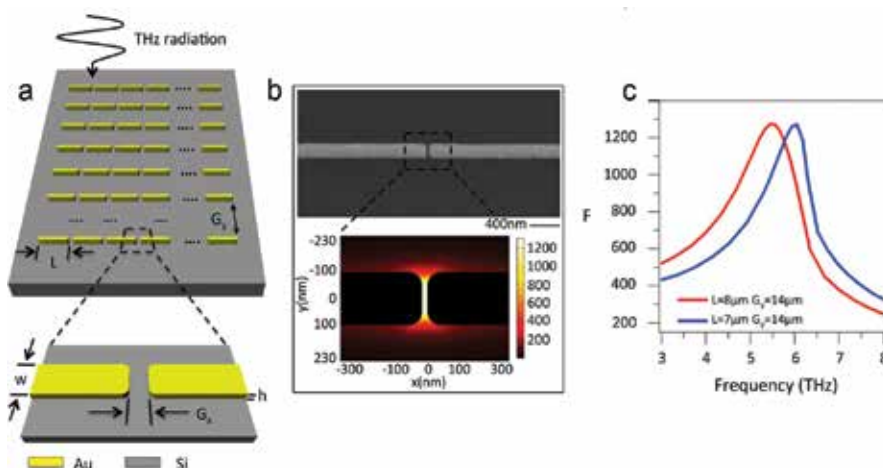 a
THz radiation
....
....
....
....
....
....
.... .... ....
....
Gy
L
w
h
Gx
Au
Si
b
400nm
-230
-100
0
100
230
y(nm)
-300
-100
0
100
300
x(nm)
1200
1000
800
600
400
200
c
1200
1000
800
600
400
200
F
L=8μm Gy=14μm
L=7μm Gy=14μm
3 4 5 6 7 8
Frequency (THz)